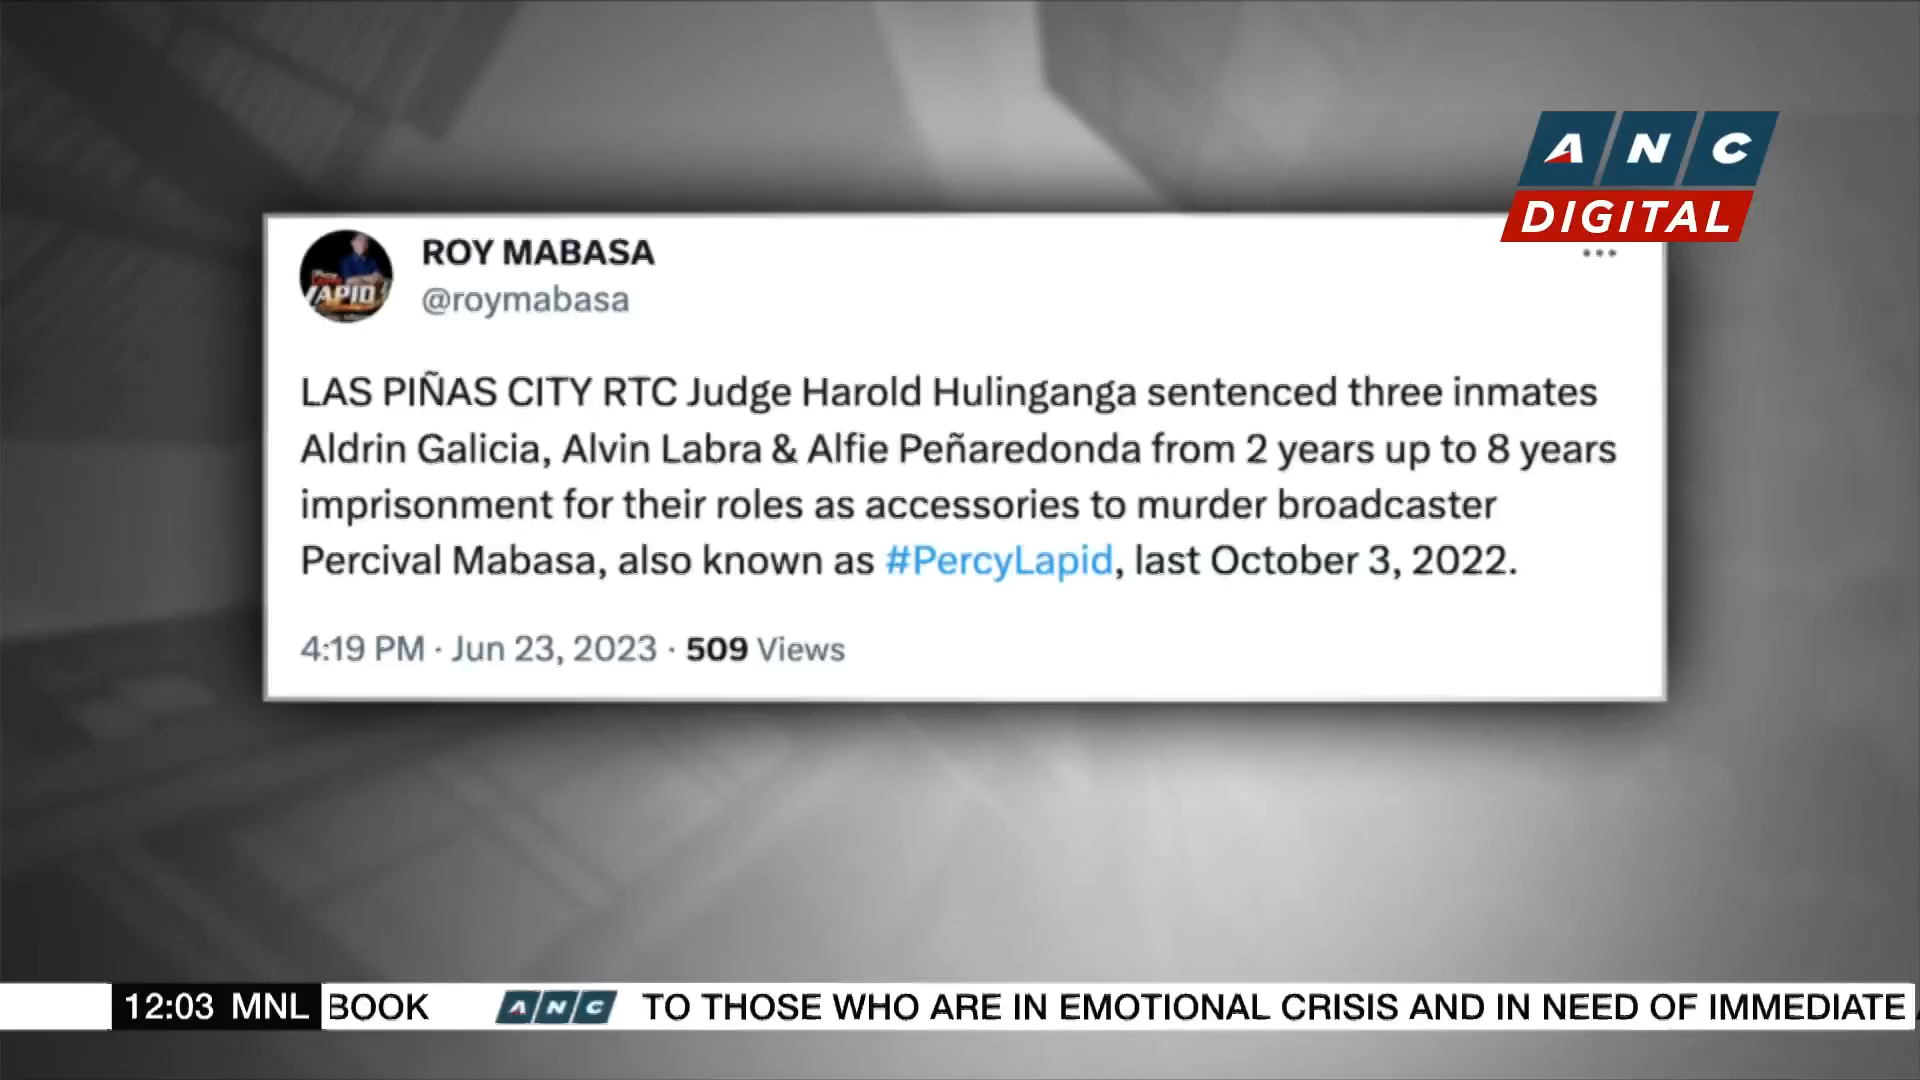 ANC
DIGITAL
ROY MABASA
@roymabasa
LAPID
LAS PIÑAS CITY RTC Judge Harold Hulinganga sentenced three inmates
Aldrin Galicia, Alvin Labra & Alfie Peñaredonda from 2 years up to 8 years
imprisonment for their roles as accessories to murder broadcaster
Percival Mabasa, also known as #PercyLapid, last October 3, 2022.
4:19 PM · Jun 23, 2023 · 509 Views
12:03 MNL BOOK ANC TO THOSE WHO ARE IN EMOTIONAL CRISIS AND IN NEED OF IMMEDIATE